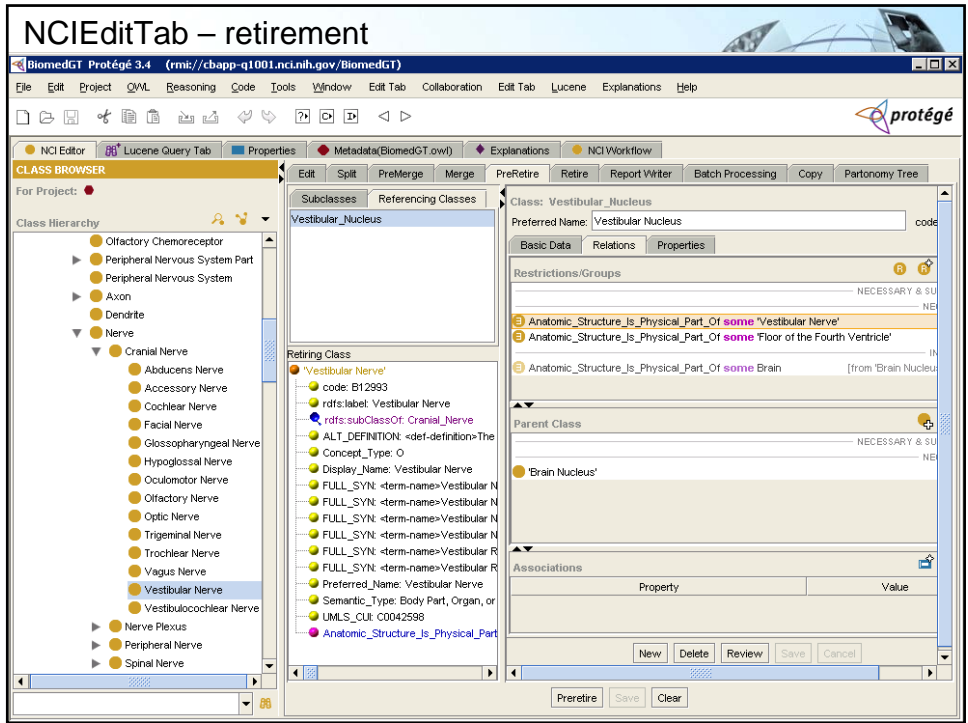 NCIEditTab – retirement
BiomedGT Protégé 3.4 (rmi://cbapp-q1001.nci.nih.gov/BiomedGT)
File Edit Project OWL Reasoning Code Tools Window Edit Tab Collaboration Edit Tab Lucene Explanations Help
protégé
NCI Editor Lucene Query Tab Properties Metadata(BiomedGT.owl) Explanations NCI Workflow
CLASS BROWSER
For Project:
Class Hierarchy
Olfactory Chemoreceptor
Peripheral Nervous System Part
Peripheral Nervous System
Axon
Dendrite
Nerve
Cranial Nerve
Abducens Nerve
Accessory Nerve
Cochlear Nerve
Facial Nerve
Glossopharyngeal Nerve
Hypoglossal Nerve
Oculomotor Nerve
Olfactory Nerve
Optic Nerve
Trigeminal Nerve
Trochlear Nerve
Vagus Nerve
Vestibular Nerve
Vestibulocochlear Nerve
Nerve Plexus
Peripheral Nerve
Spinal Nerve
Edit Split PreMerge Merge PreRetire Retire Report Writer Batch Processing Copy Partonomy Tree
Subclasses Referencing Classes
Vestibular_Nucleus
Retiring Class
'Vestibular Nerve'
code: B12993
rdfs:label: Vestibular Nerve
rdfs:subClassOf: Cranial_Nerve
ALT_DEFINITION: <def-definition>The
Concept_Type: O
Display_Name: Vestibular Nerve
FULL_SYN: <term-name>Vestibular N
FULL_SYN: <term-name>Vestibular N
FULL_SYN: <term-name>Vestibular N
FULL_SYN: <term-name>Vestibular R
FULL_SYN: <term-name>Vestibular R
Preferred_Name: Vestibular Nerve
Semantic_Type: Body Part, Organ, or
UMLS_CUI: C0042598
Anatomic_Structure_Is_Physical_Part
Class: Vestibular_Nucleus
Preferred Name: Vestibular Nucleus code
Basic Data Relations Properties
Restrictions/Groups
NECESSARY & SU
NE
Anatomic_Structure_Is_Physical_Part_Of some 'Vestibular Nerve'
Anatomic_Structure_Is_Physical_Part_Of some 'Floor of the Fourth Ventricle'
IN
Anatomic_Structure_Is_Physical_Part_Of some Brain [from 'Brain Nucleu
Parent Class
NECESSARY & SU
NE
'Brain Nucleus'
Associations
Property Value
New Delete Review Save Cancel
Preretire Save Clear